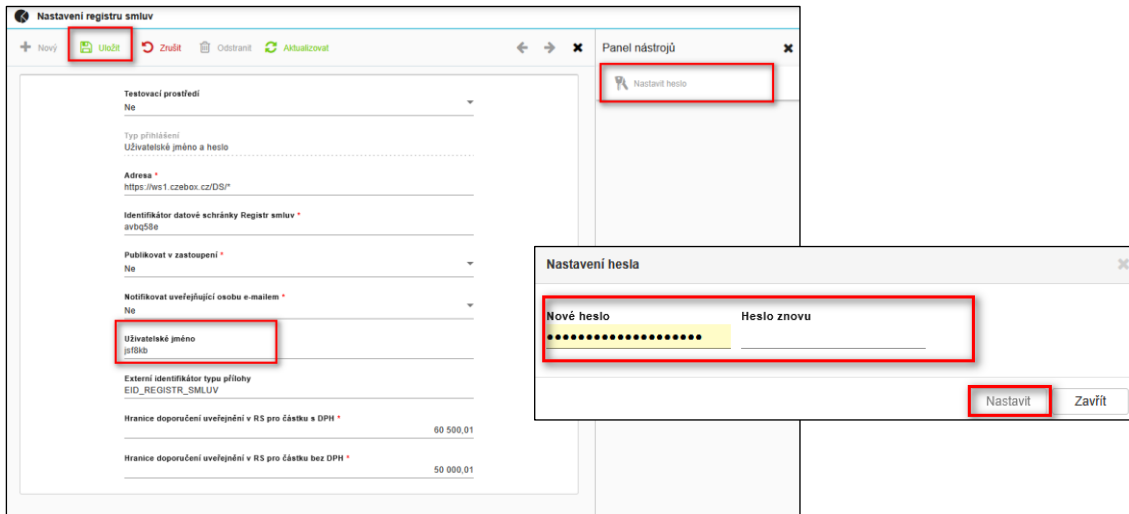 Nastavení registru smluv
Nový Uložit Zrušit Odstranit Aktualizovat
Panel nástrojů
Nastavit heslo
Testovací prostředí
Ne
Typ přihlášení
Uživatelské jméno a heslo
Adresa *
https://ws1.czebox.cz/DS/*
Identifikátor datové schránky Registr smluv *
avbq58e
Publikovat v zastoupení *
Ne
Notifikovat uveřejňující osobu e-mailem *
Ne
Uživatelské jméno
jsf8kb
Externí identifikátor typu přílohy
EID_REGISTR_SMLUV
Hranice doporučení uveřejnění v RS pro částku s DPH *
60 500,01
Hranice doporučení uveřejnění v RS pro částku bez DPH *
50 000,01
Nastavení hesla
Nové heslo Heslo znovu
••••••••••••••••••••
Nastavit Zavřít